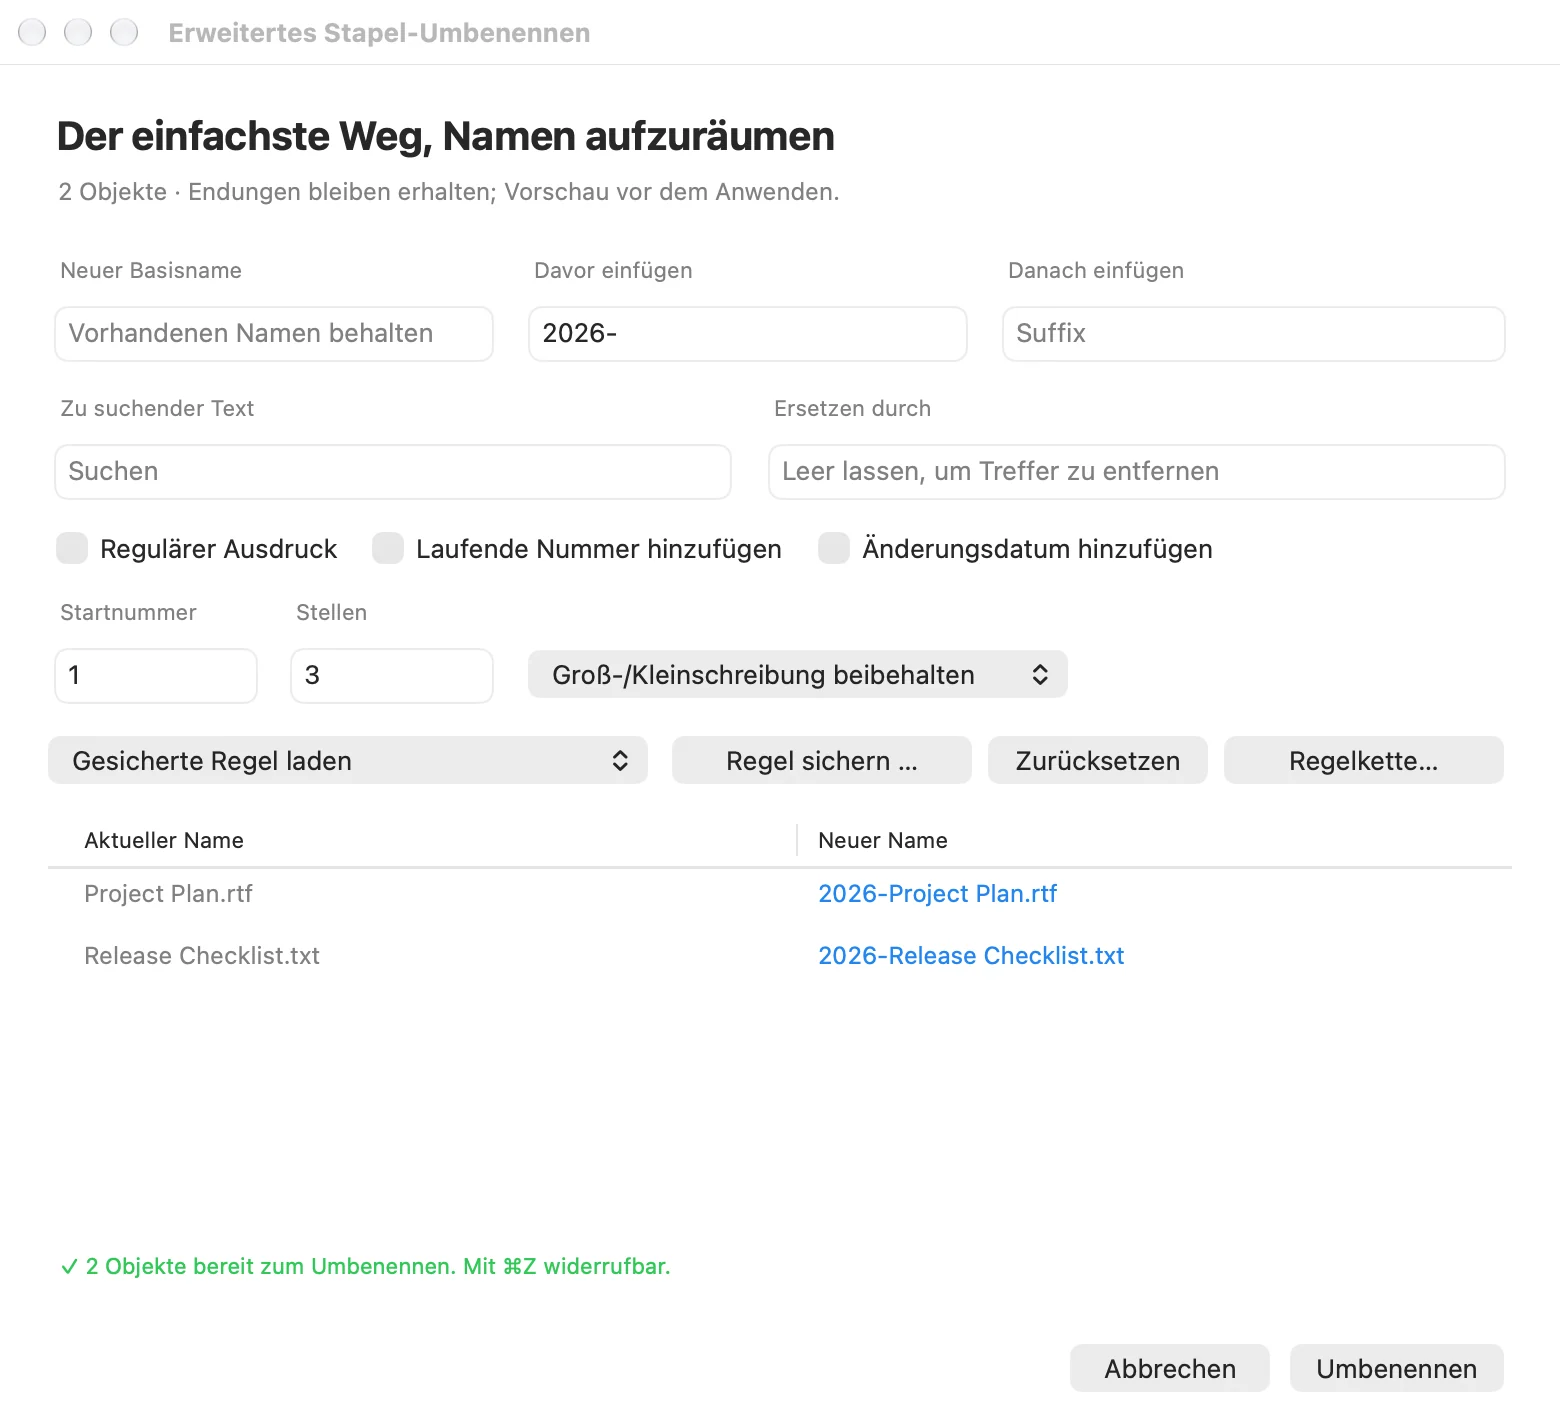 Erweitertes Stapel-Umbenennen
Der einfachste Weg, Namen aufzuräumen
2 Objekte · Endungen bleiben erhalten; Vorschau vor dem Anwenden.
Neuer Basisname Davor einfügen Danach einfügen
Vorhandenen Namen behalten 2026- Suffix
Zu suchender Text Ersetzen durch
Suchen Leer lassen, um Treffer zu entfernen
Regulärer Ausdruck Laufende Nummer hinzufügen Änderungsdatum hinzufügen
Startnummer Stellen
1 3 Groß-/Kleinschreibung beibehalten
Gesicherte Regel laden Regel sichern ... Zurücksetzen Regelkette...
Aktueller Name Neuer Name
Project Plan.rtf 2026-Project Plan.rtf
Release Checklist.txt 2026-Release Checklist.txt
✓ 2 Objekte bereit zum Umbenennen. Mit ⌘Z widerrufbar.
Abbrechen Umbenennen